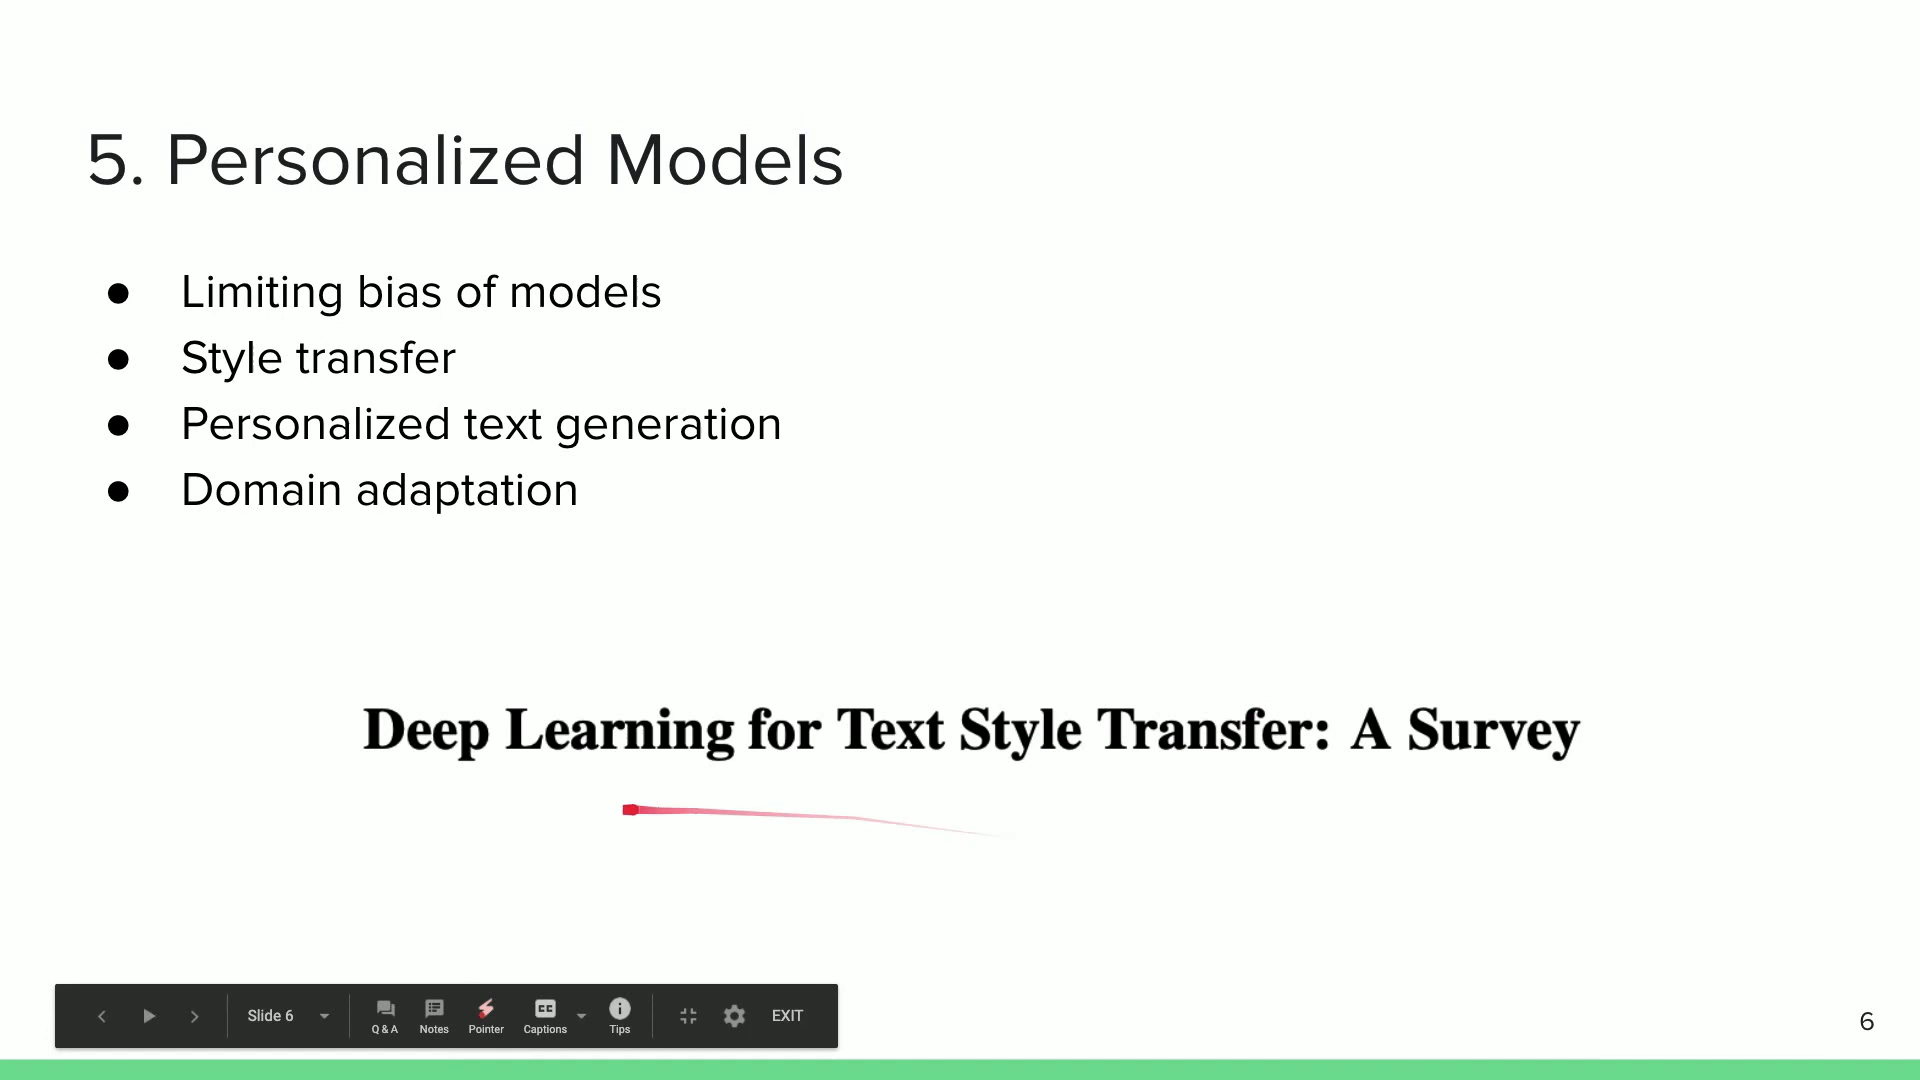 5. Personalized Models
● Limiting bias of models
● Style transfer
● Personalized text generation
● Domain adaptation
Deep Learning for Text Style Transfer: A Survey
Slide 6
Q & A
Notes
Pointer
CC
Captions
Tips
EXIT
6